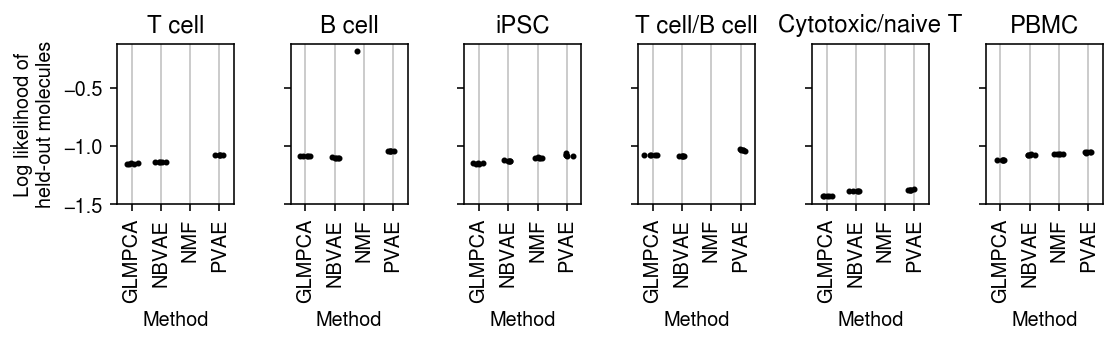 T cell
B cell
iPSC
T cell/B cell
Cytotoxic/naive T
PBMC
Log likelihood of
held-out molecules
−0.5
−1.0
−1.5
GLMPCA
NBVAE
NMF
PVAE
GLMPCA
NBVAE
NMF
PVAE
GLMPCA
NBVAE
NMF
PVAE
GLMPCA
NBVAE
NMF
PVAE
GLMPCA
NBVAE
NMF
PVAE
GLMPCA
NBVAE
NMF
PVAE
Method
Method
Method
Method
Method
Method